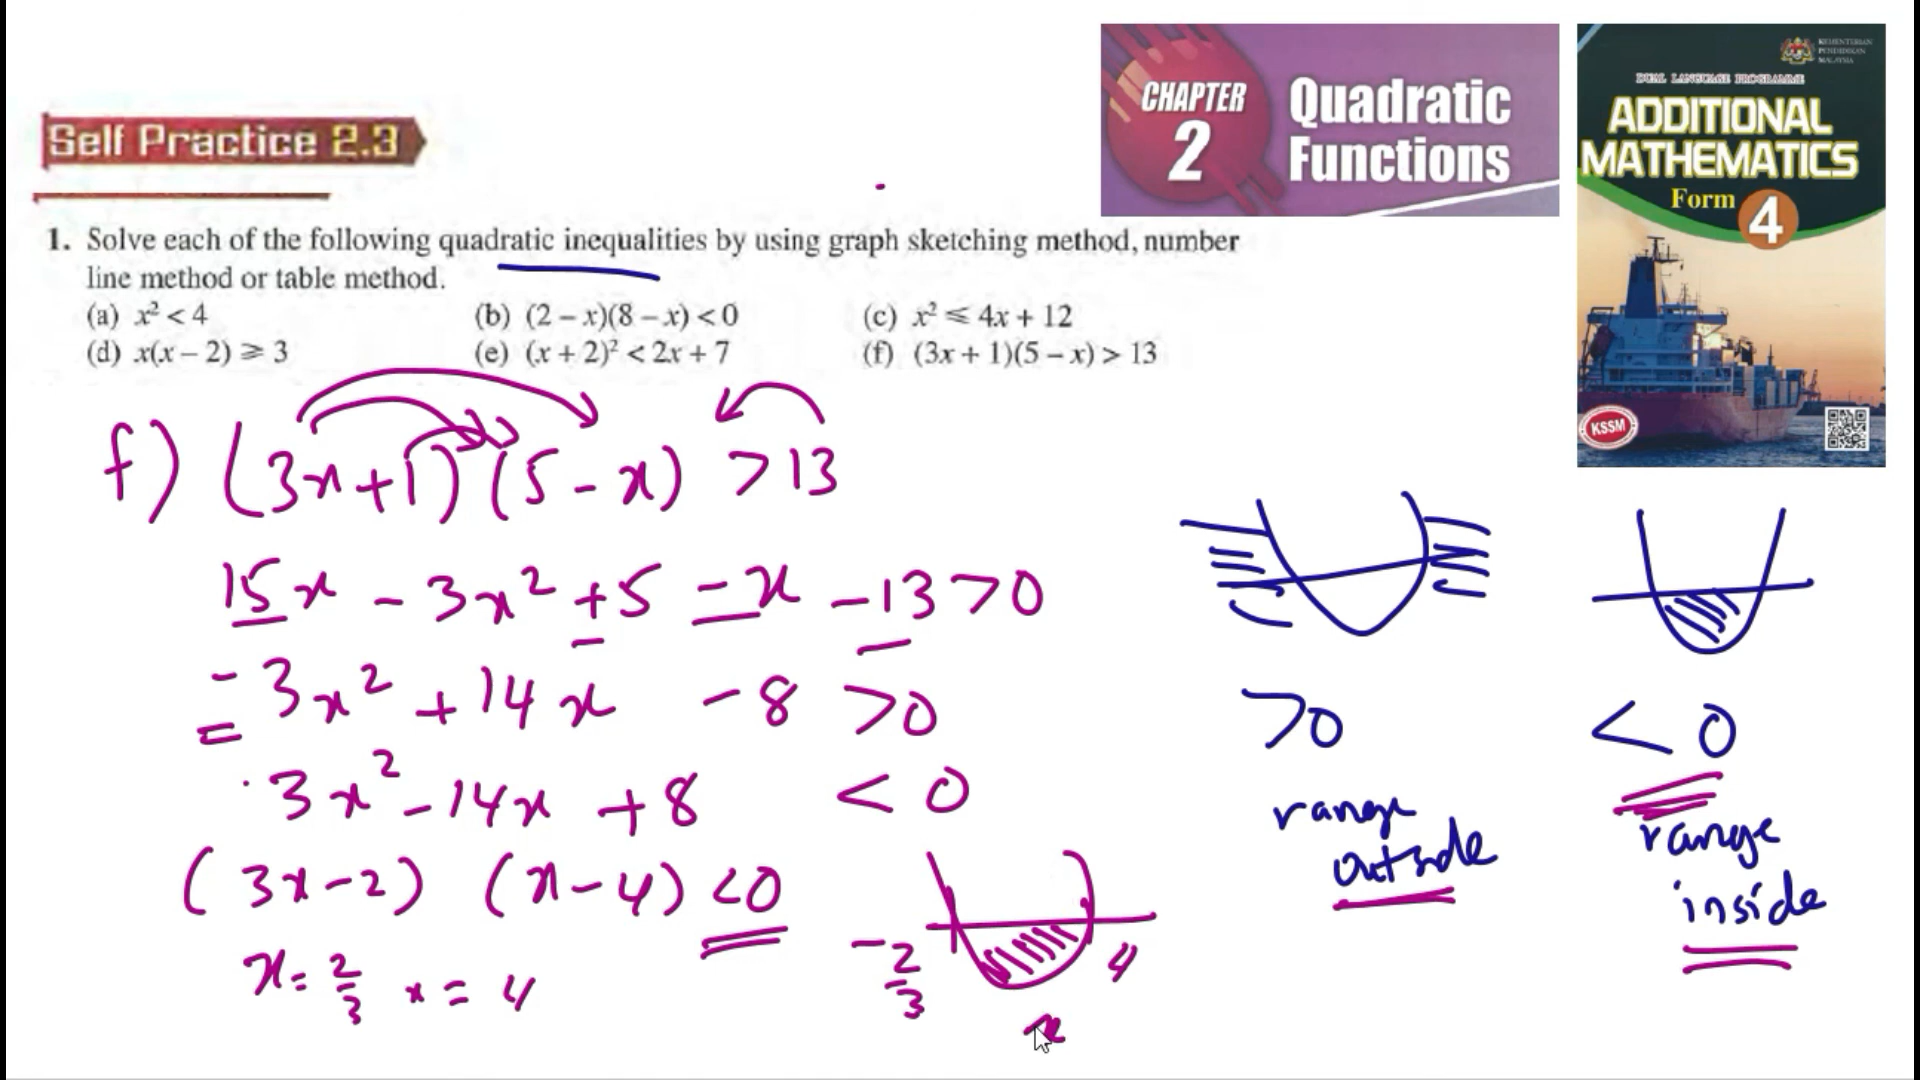 CHAPTER 2 Quadratic Functions
KEMENTERIAN PENDIDIKAN MALAYSIA
DUAL LANGUAGE PROGRAMME
ADDITIONAL
MATHEMATICS
Form 4
KSSM
Self Practice 2.3
1. Solve each of the following quadratic inequalities by using graph sketching method, number
line method or table method.
(a) x² < 4 (b) (2 – x)(8 – x) < 0 (c) x² ⩽ 4x + 12
(d) x(x – 2) ⩾ 3 (e) (x + 2)² < 2x + 7 (f) (3x + 1)(5 – x) > 13
f) (3x+1)(5-x) >13
15x - 3x² +5 -x -13>0
-3x² +14x -8 >0
3x² -14x +8 < 0
(3x-2) (x-4) <0
x= 2/3 x = 4
-2/3 4
x
>0
range
outside
< 0
range
inside